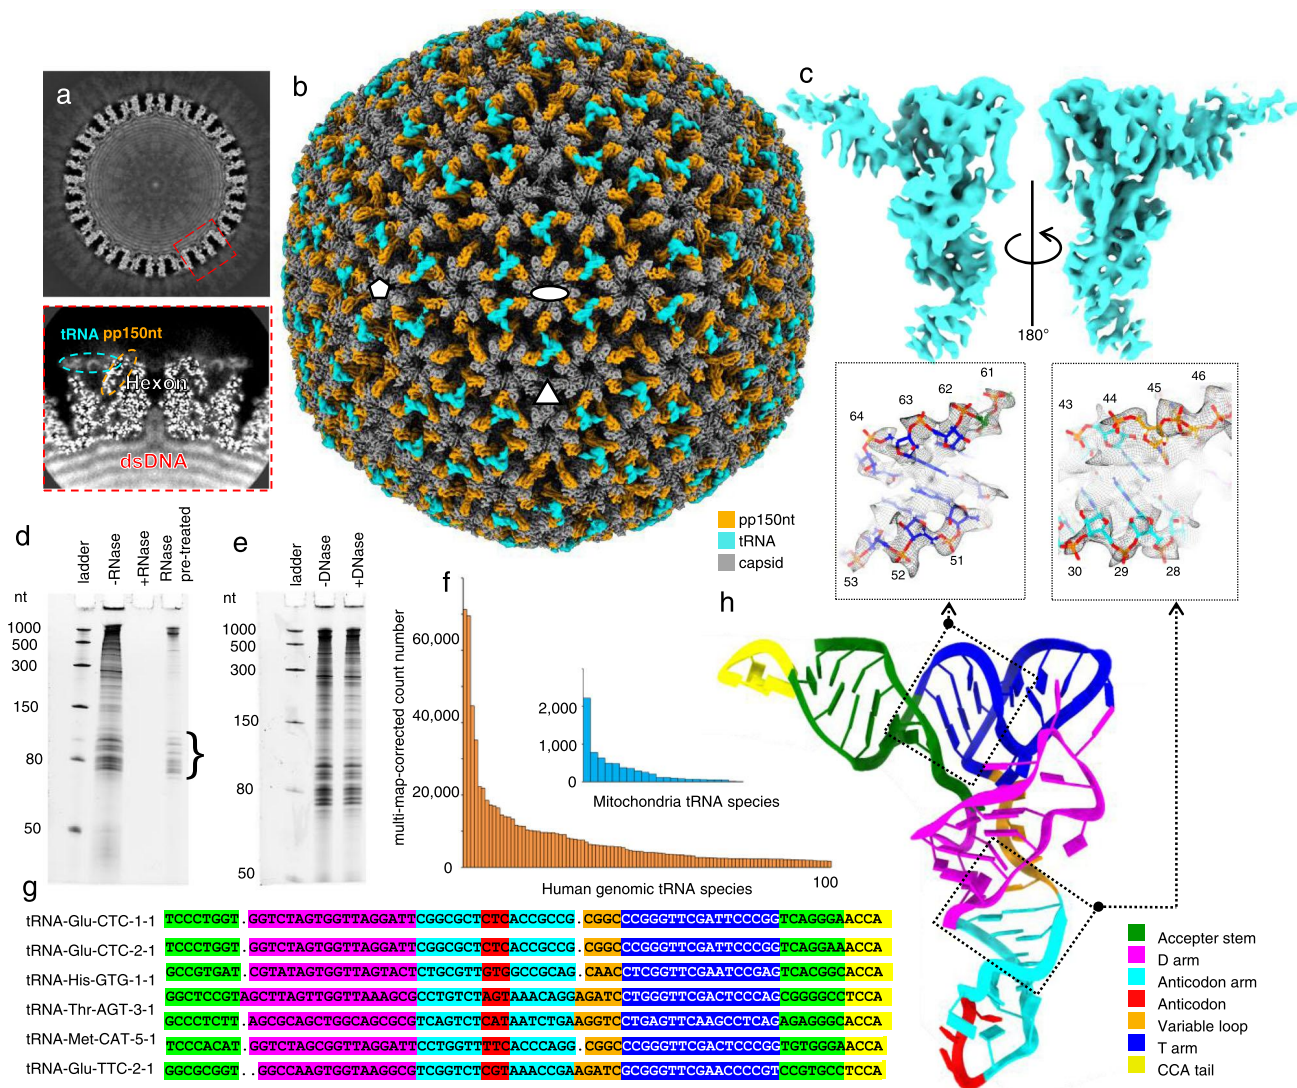 a
tRNA pp150nt
Hexon
dsDNA
b
pp150nt
tRNA
capsid
c
180°
64
63
62
61
53
52
51
43
44
45
46
30
29
28
d
nt
ladder
-RNase
+RNase
RNase
pre-treated
1000
500
300
150
80
50
e
nt
ladder
-DNase
+DNase
1000
500
300
150
80
50
f
multi-map-corrected count number
60,000
40,000
20,000
0
Human genomic tRNA species
100
2,000
1,000
0
Mitochondria tRNA species
g
tRNA-Glu-CTC-1-1
tRNA-Glu-CTC-2-1
tRNA-His-GTG-1-1
tRNA-Thr-AGT-3-1
tRNA-Met-CAT-5-1
tRNA-Glu-TTC-2-1
TCCCTGGT.GGTCTAGTGGTTAGGATTCGGCGCTCTCACCGCCG.CGGCCCGGGTTCGATTCCCGGTCAGGGAACCA
TCCCTGGT.GGTCTAGTGGTTAGGATTCGGCGCTCTCACCGCCG.CGGCCCGGGTTCGATTCCCGGTCAGGAAACCA
GCCGTGAT.CGTATAGTGGTTAGTACTCTGCGTTGTGGCCGCAG.CAACCTCGGTTCGAATCCGAGTCACGGCACCA
GGCTCCGTAGCTTAGTTGGTTAAAGCGCCTGTCTAGTAAACAGGAGATCCTGGGTTCGACTCCCAGCGGGGCCTCCA
GCCCTCTT.AGCGCAGCTGGCAGCGCGTCAGTCTCATAATCTGAAGGTCCTGAGTTCAAGCCTCAGAGAGGGCACCA
TCCCACAT.GGTCTAGCGGTTAGGATTCCTGGTTTTCACCCAGG.CGGCCCGGGTTCGACTCCCGGTGTGGGAACCA
GGCGCGGT..GGCCAAGTGGTAAGGCGTCGGTCTCGTAAACCGAAGATCGCGGGTTCGAACCCCGTCCGTGCCTCCA
h
Accepter stem
D arm
Anticodon arm
Anticodon
Variable loop
T arm
CCA tail